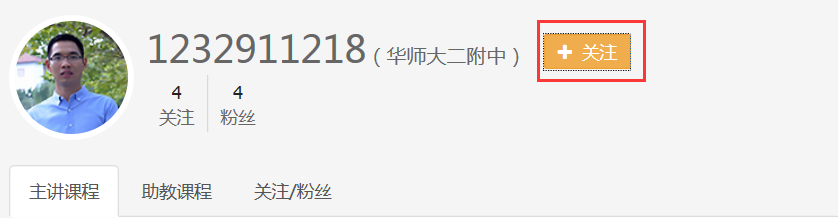 1232911218（华师大二附中）
+ 关注
4
关注
4
粉丝
主讲课程
助教课程
关注/粉丝